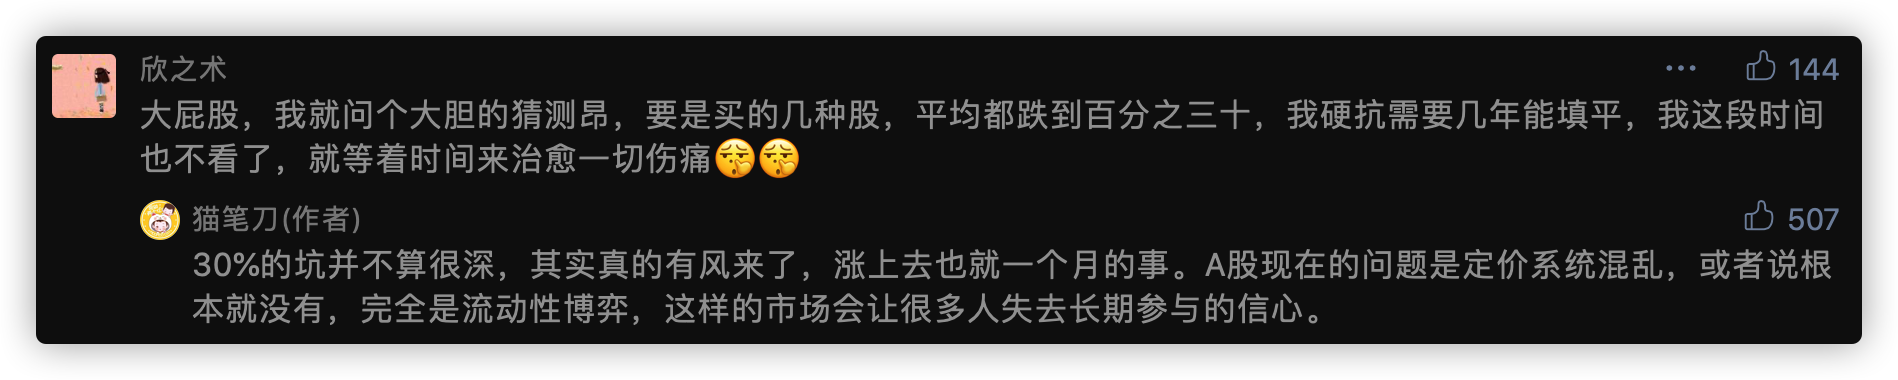 欣之术
144
大屁股，我就问个大胆的猜测昂，要是买的几种股，平均都跌到百分之三十，我硬抗需要几年能填平，我这段时间
也不看了，就等着时间来治愈一切伤痛
猫笔刀(作者)
507
30%的坑并不算很深，其实真的有风来了，涨上去也就一个月的事。A股现在的问题是定价系统混乱，或者说根
本就没有，完全是流动性博弈，这样的市场会让很多人失去长期参与的信心。